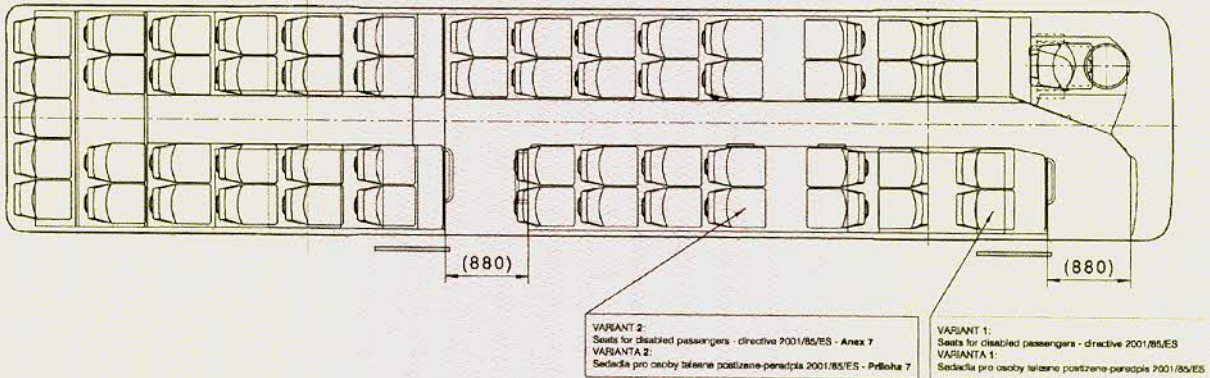 (880)
(880)
VARIANT 2:
Seats for disabled passengers - directive 2001/85/ES - Anex 7
VARIANTA 2:
Sedadla pro osoby telesne postizene-peredpis 2001/85/ES - Priloha 7
VARIANT 1:
Seats for disabled passengers - directive 2001/85/ES
VARIANTA 1:
Sedadla pro osoby telesne postizene-peredpis 2001/85/ES